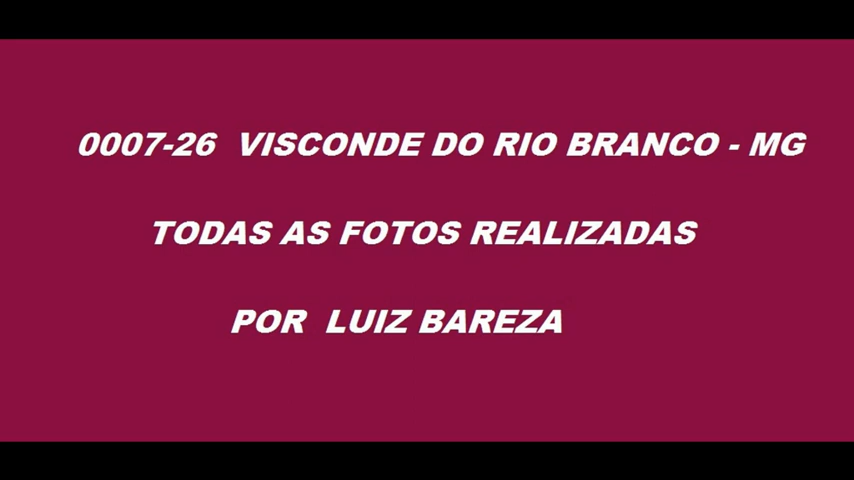 0007-26 VISCONDE DO RIO BRANCO - MG
TODAS AS FOTOS REALIZADAS
POR LUIZ BAREZA